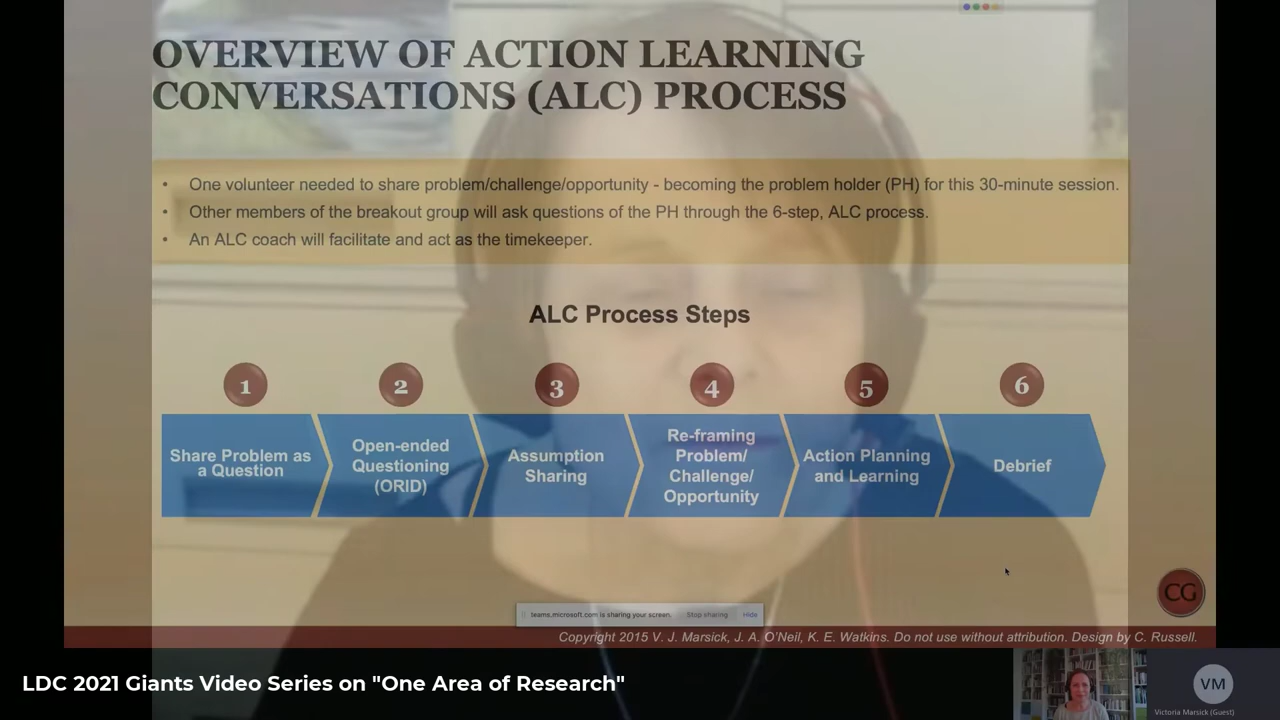 OVERVIEW OF ACTION LEARNING
CONVERSATIONS (ALC) PROCESS
• One volunteer needed to share problem/challenge/opportunity - becoming the problem holder (PH) for this 30-minute session.
• Other members of the breakout group will ask questions of the PH through the 6-step, ALC process.
• An ALC coach will facilitate and act as the timekeeper.
ALC Process Steps
1
Share Problem as
a Question
2
Open-ended
Questioning
(ORID)
3
Assumption
Sharing
4
Re-framing
Problem/
Challenge/
Opportunity
5
Action Planning
and Learning
6
Debrief
CG
teams.microsoft.com is sharing your screen. Stop sharing Hide
Copyright 2015 V. J. Marsick, J. A. O'Neil, K. E. Watkins. Do not use without attribution. Design by C. Russell.
LDC 2021 Giants Video Series on "One Area of Research"
VM
Victoria Marsick (Guest)